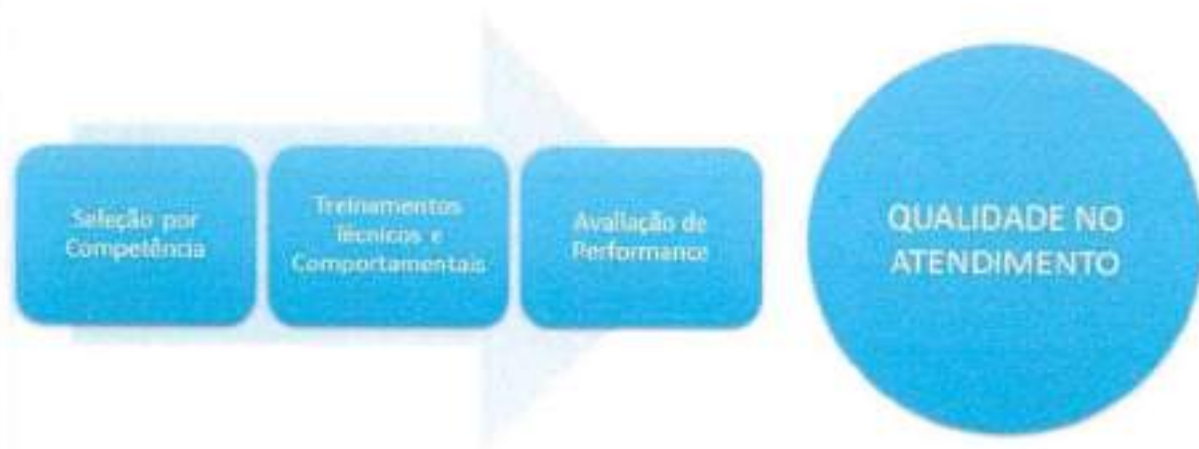 Seleção por
Competência
Treinamentos
Técnicos e
Comportamentais
Avaliação de
Performance
QUALIDADE NO
ATENDIMENTO